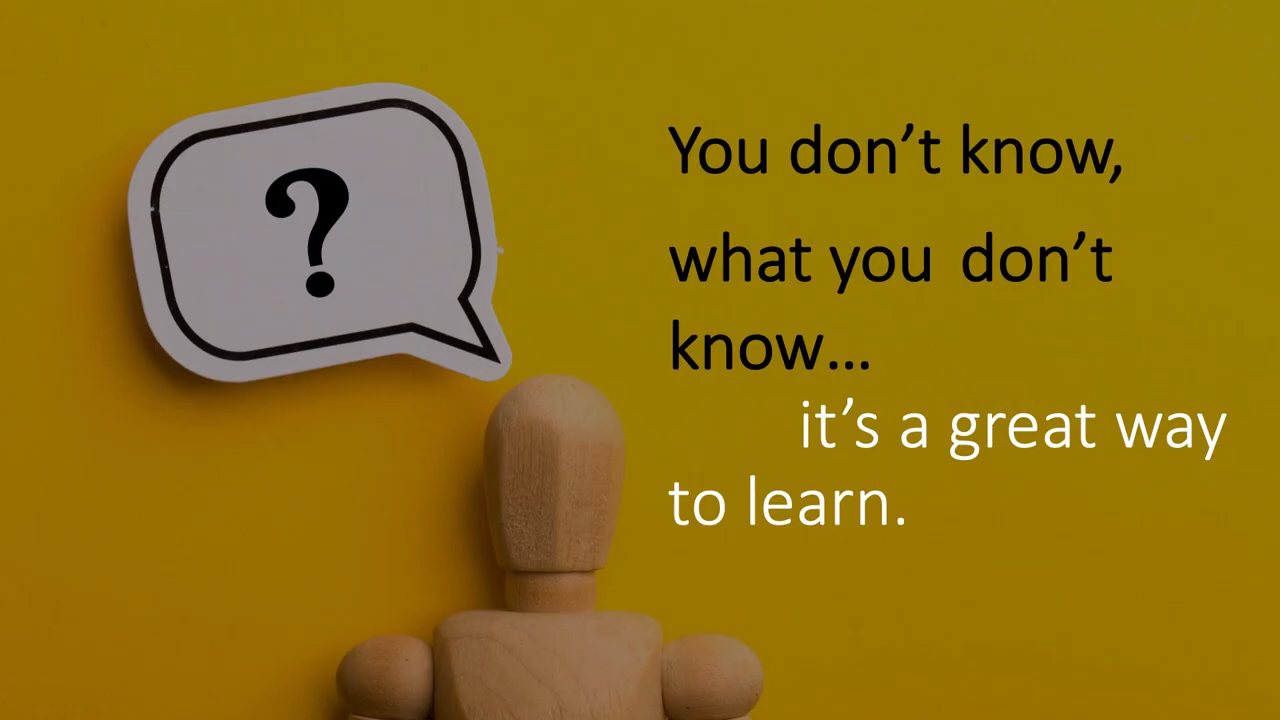 ?
You don’t know,
what you don’t
know…
it’s a great way
to learn.